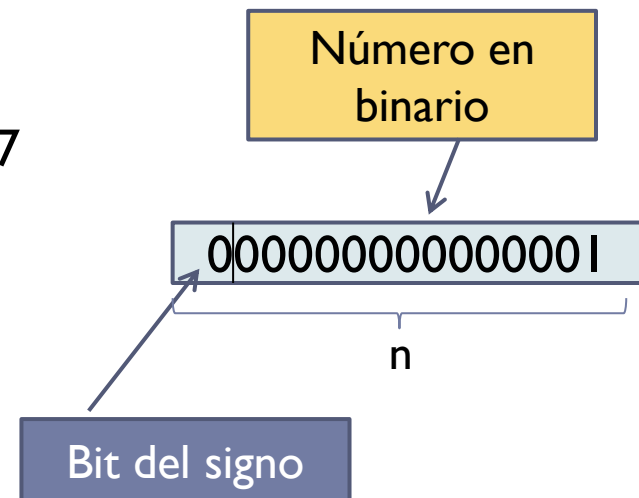 Número en
binario
7
0000000000000001
n
Bit del signo